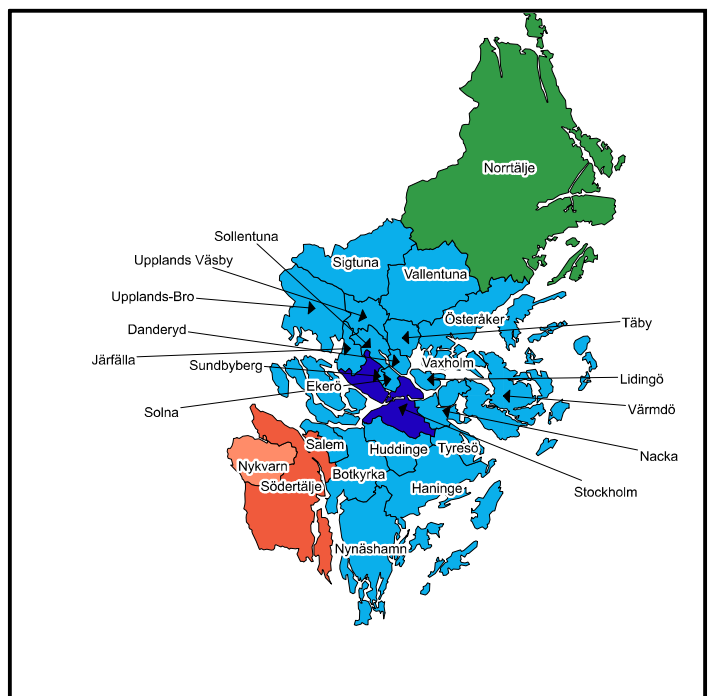 Norrtälje
Sollentuna
Upplands Väsby
Sigtuna
Vallentuna
Upplands-Bro
Österåker
Täby
Danderyd
Järfälla
Sundbyberg
Vaxholm
Lidingö
Ekerö
Solna
Värmdö
Salem
Huddinge
Tyresö
Nacka
Nykvarn
Södertälje
Botkyrka
Haninge
Stockholm
Nynäshamn